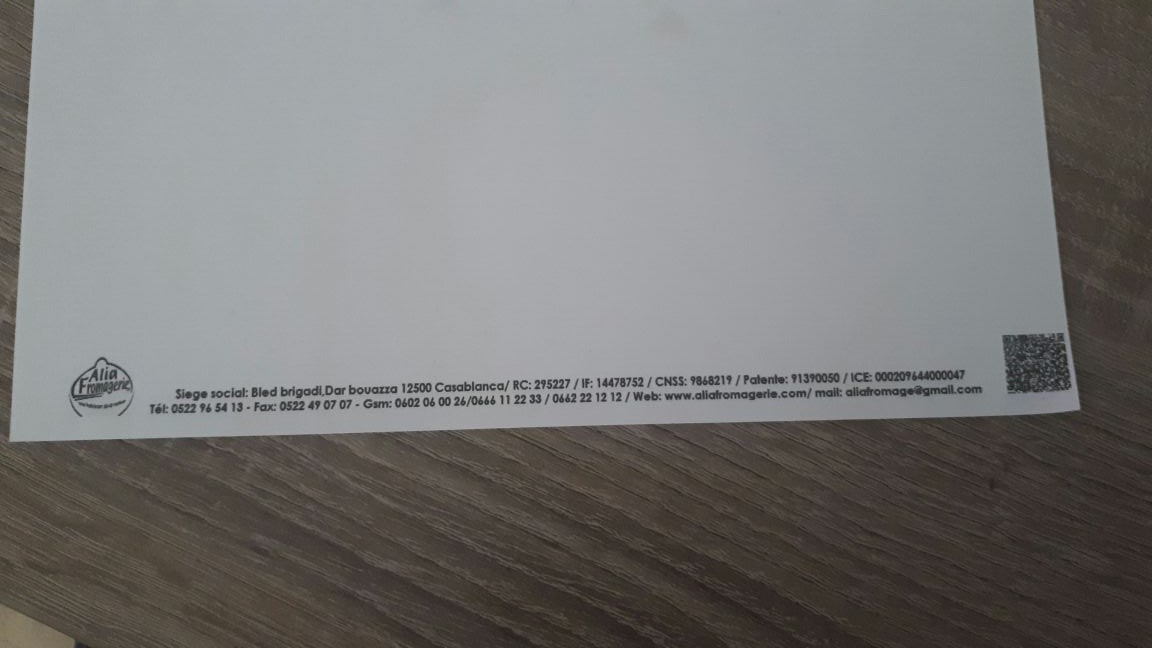 Alia
Fromagerie
Siege social: Bled brigadi,Dar bouazza 12500 Casablanca/ RC: 295227 / IF: 14478752 / CNSS: 9868219 / Patente: 91390050 / ICE: 000209644000047
Tél: 0522 96 54 13 - Fax: 0522 49 07 07 - Gsm: 0602 06 00 26/0666 11 22 33 / 0662 22 12 12 / Web: www.aliafromagerie.com/ mail: aliafromage@gmail.com